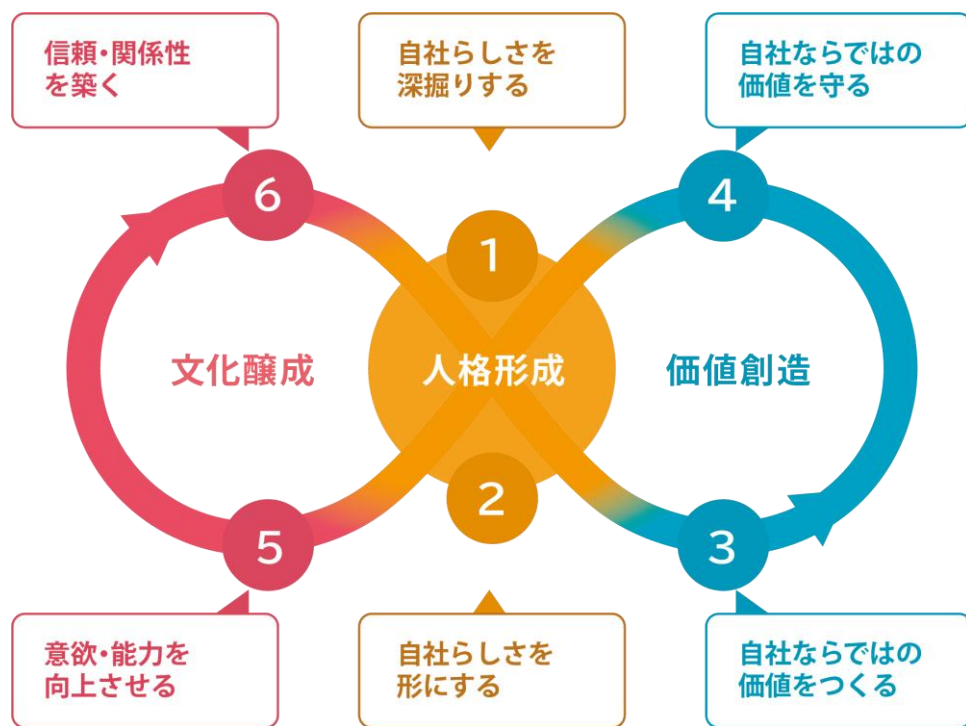 信頼・関係性
を築く
自社らしさを
深掘りする
自社ならではの
価値を守る
6
1
4
文化醸成
人格形成
価値創造
5
2
3
意欲・能力を
向上させる
自社らしさを
形にする
自社ならではの
価値をつくる